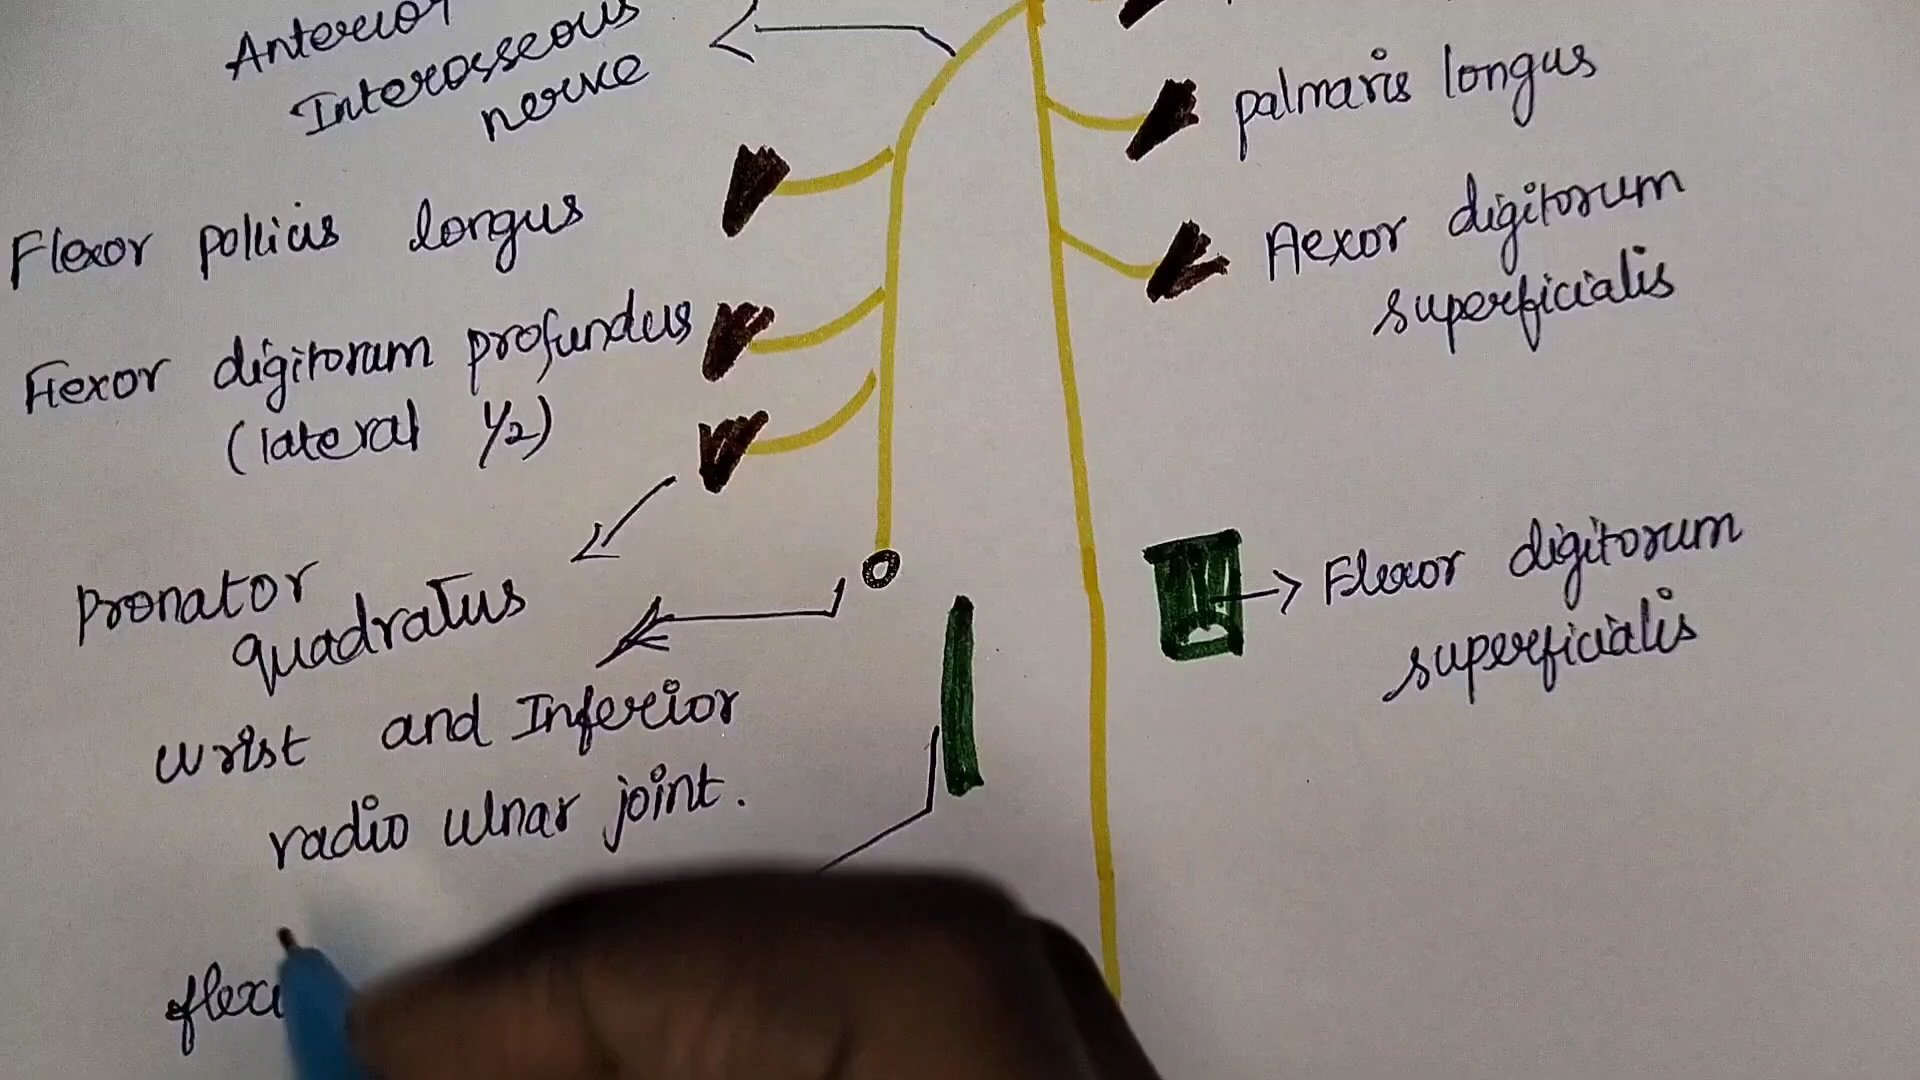 Anterior
Interosseous
nerve
palmaris longus
Flexor pollicis longus
Flexor digitorum
superficialis
Flexor digitorum profundus
(lateral 1/2)
Pronator
quadratus
Flexor digitorum
superficialis
wrist and Inferior
radio ulnar joint.
flex